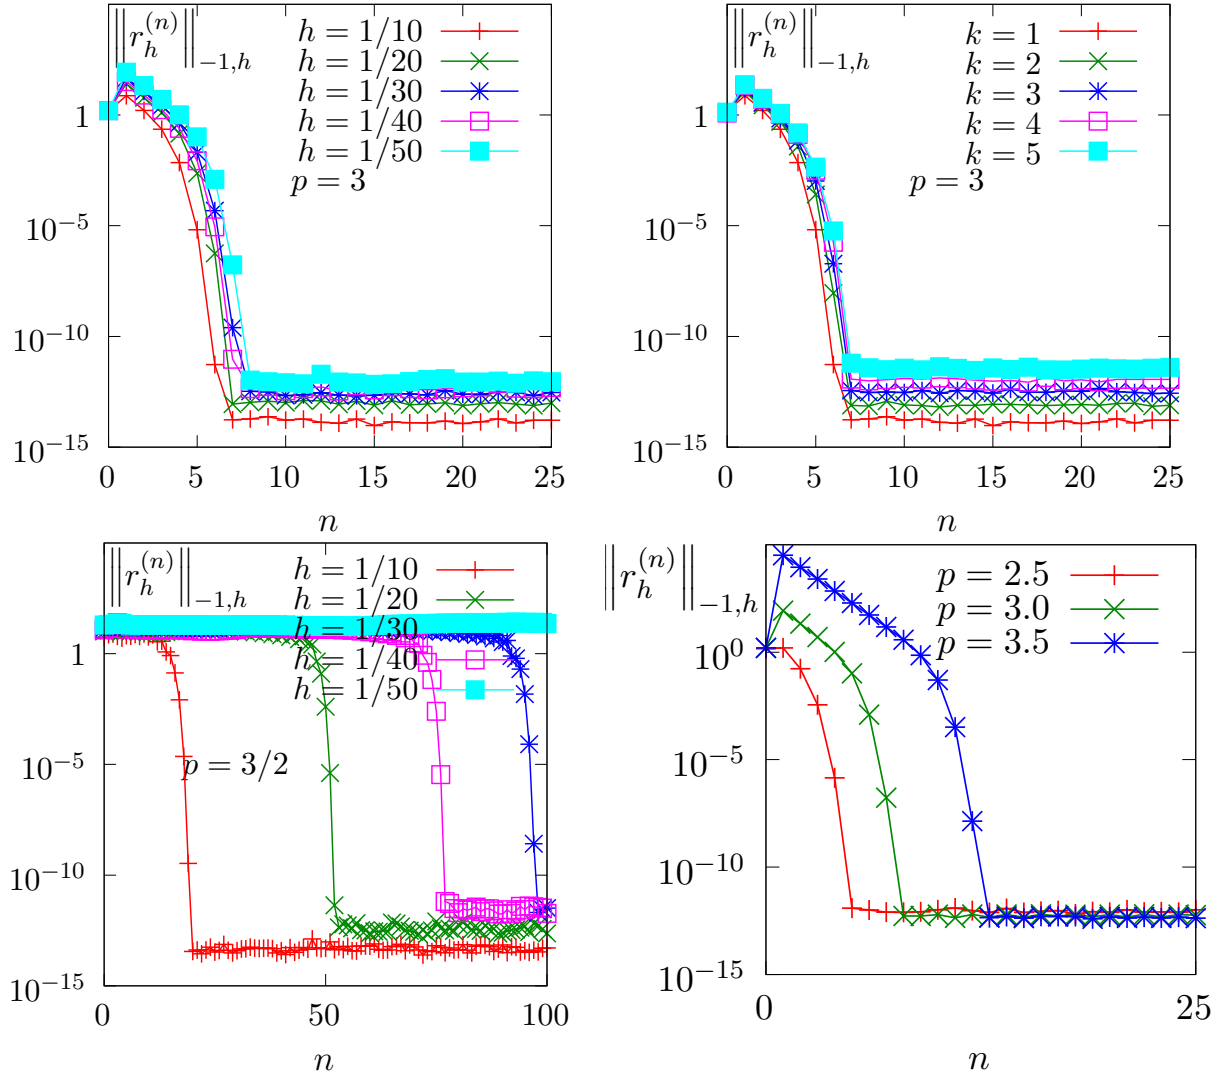 ‖r_h^{(n)}‖_{−1,h}
h = 1/10
h = 1/20
h = 1/30
h = 1/40
h = 1/50
p = 3
1
10^{−5}
10^{−10}
10^{−15}
0 5 10 15 20 25
n
‖r_h^{(n)}‖_{−1,h}
k = 1
k = 2
k = 3
k = 4
k = 5
p = 3
1
10^{−5}
10^{−10}
10^{−15}
0 5 10 15 20 25
n
‖r_h^{(n)}‖_{−1,h}
h = 1/10
h = 1/20
h = 1/30
h = 1/40
h = 1/50
p = 3/2
1
10^{−5}
10^{−10}
10^{−15}
0 50 100
n
‖r_h^{(n)}‖_{−1,h}
p = 2.5
p = 3.0
p = 3.5
10^{0}
10^{−5}
10^{−10}
10^{−15}
0 25
n